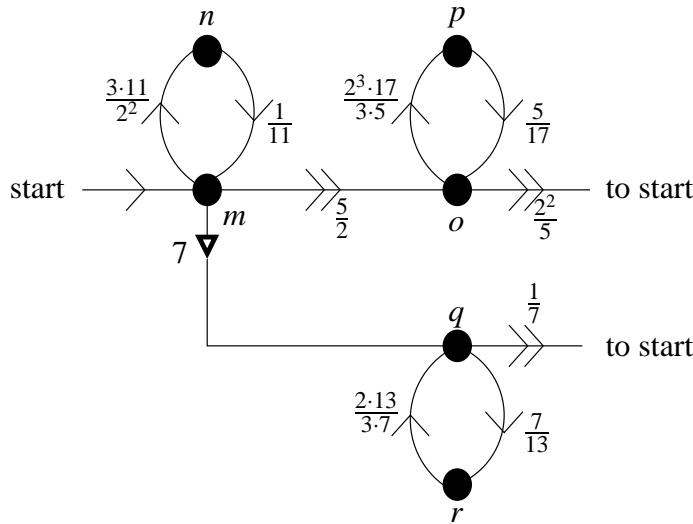 n p
3·11/2² 1/11 2³·17/3·5 5/17
start m 5/2 o 2²/5 to start
7
q 1/7 to start
2·13/3·7 7/13
r